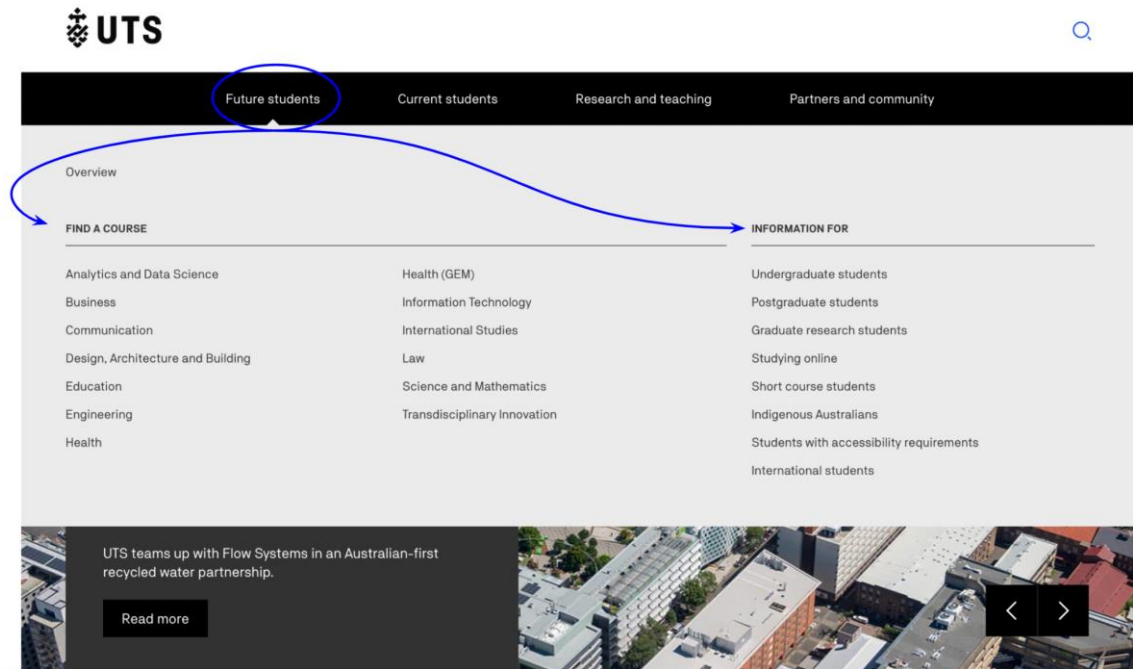 UTS
Future students
Current students
Research and teaching
Partners and community
Overview
FIND A COURSE
Analytics and Data Science
Business
Communication
Design, Architecture and Building
Education
Engineering
Health
Health (GEM)
Information Technology
International Studies
Law
Science and Mathematics
Transdisciplinary Innovation
INFORMATION FOR
Undergraduate students
Postgraduate students
Graduate research students
Studying online
Short course students
Indigenous Australians
Students with accessibility requirements
International students
UTS teams up with Flow Systems in an Australian-first
recycled water partnership.
Read more